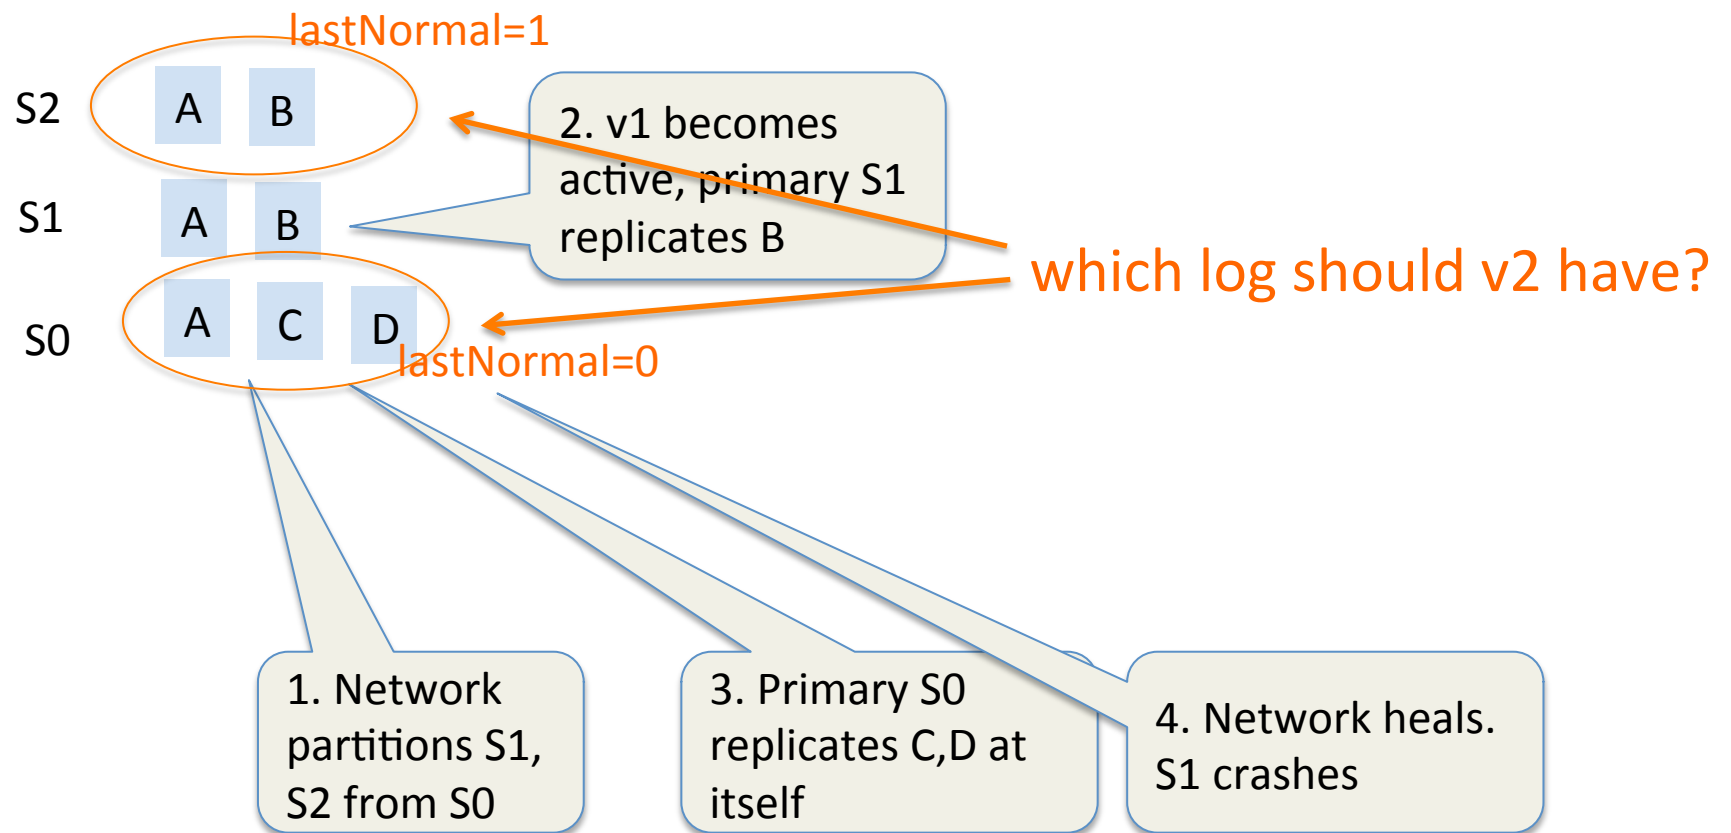 lastNormal=1
S2
A B
2. v1 becomes
active, primary S1
replicates B
S1
A B
which log should v2 have?
S0
A C D
lastNormal=0
1. Network
partitions S1,
S2 from S0
3. Primary S0
replicates C,D at
itself
4. Network heals.
S1 crashes